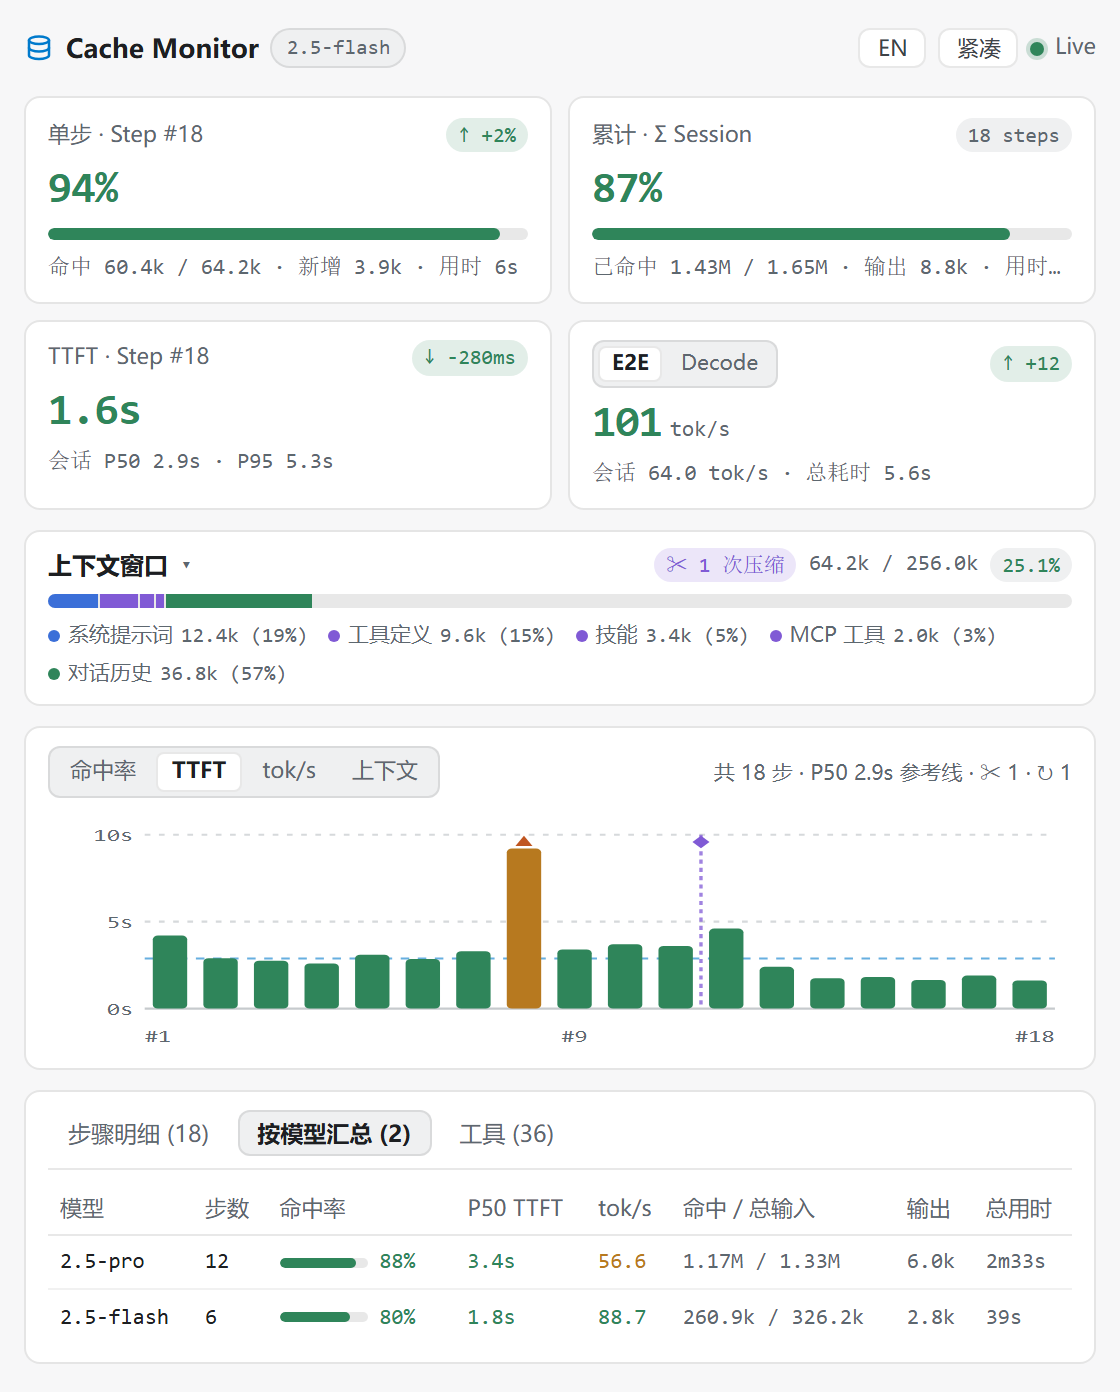 Cache Monitor 2.5-flash EN 紧凑 Live
单步 · Step #18 ↑ +2%
94%
命中 60.4k / 64.2k · 新增 3.9k · 用时 6s
累计 · Σ Session 18 steps
87%
已命中 1.43M / 1.65M · 输出 8.8k · 用时…
TTFT · Step #18 ↓ -280ms
1.6s
会话 P50 2.9s · P95 5.3s
E2E Decode ↑ +12
101 tok/s
会话 64.0 tok/s · 总耗时 5.6s
上下文窗口 ▾ ✂ 1 次压缩 64.2k / 256.0k 25.1%
系统提示词 12.4k (19%) 工具定义 9.6k (15%) 技能 3.4k (5%) MCP 工具 2.0k (3%)
对话历史 36.8k (57%)
命中率 TTFT tok/s 上下文 共 18 步 · P50 2.9s 参考线 · ✂ 1 · ↻ 1
10s
5s
0s
#1 #9 #18
步骤明细 (18) 按模型汇总 (2) 工具 (36)
模型 步数 命中率 P50 TTFT tok/s 命中 / 总输入 输出 总用时
2.5-pro 12 88% 3.4s 56.6 1.17M / 1.33M 6.0k 2m33s
2.5-flash 6 80% 1.8s 88.7 260.9k / 326.2k 2.8k 39s